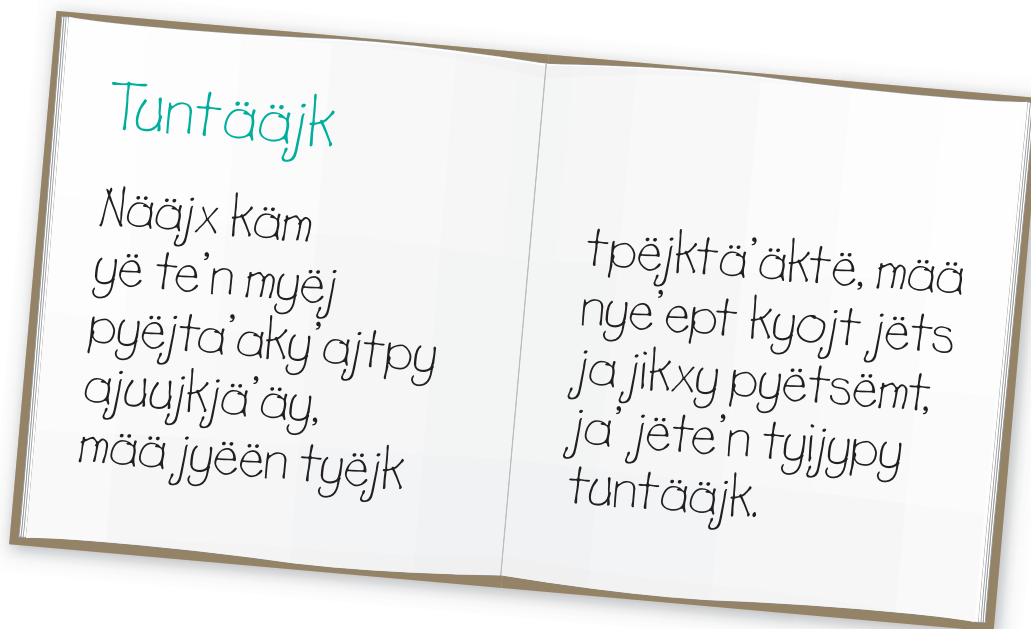 Tuntääjk
Nääjx käm
yë te'n myëj
pyëjta'aky'ajtpy
ajuujkjä'äy,
mää jyëën tyëjk
tpëjktä'äktë, mää
nye'ept kyojt jëts
ja jikxy pyëtsëmt,
ja' jëte'n tyijypy
tuntääjk.